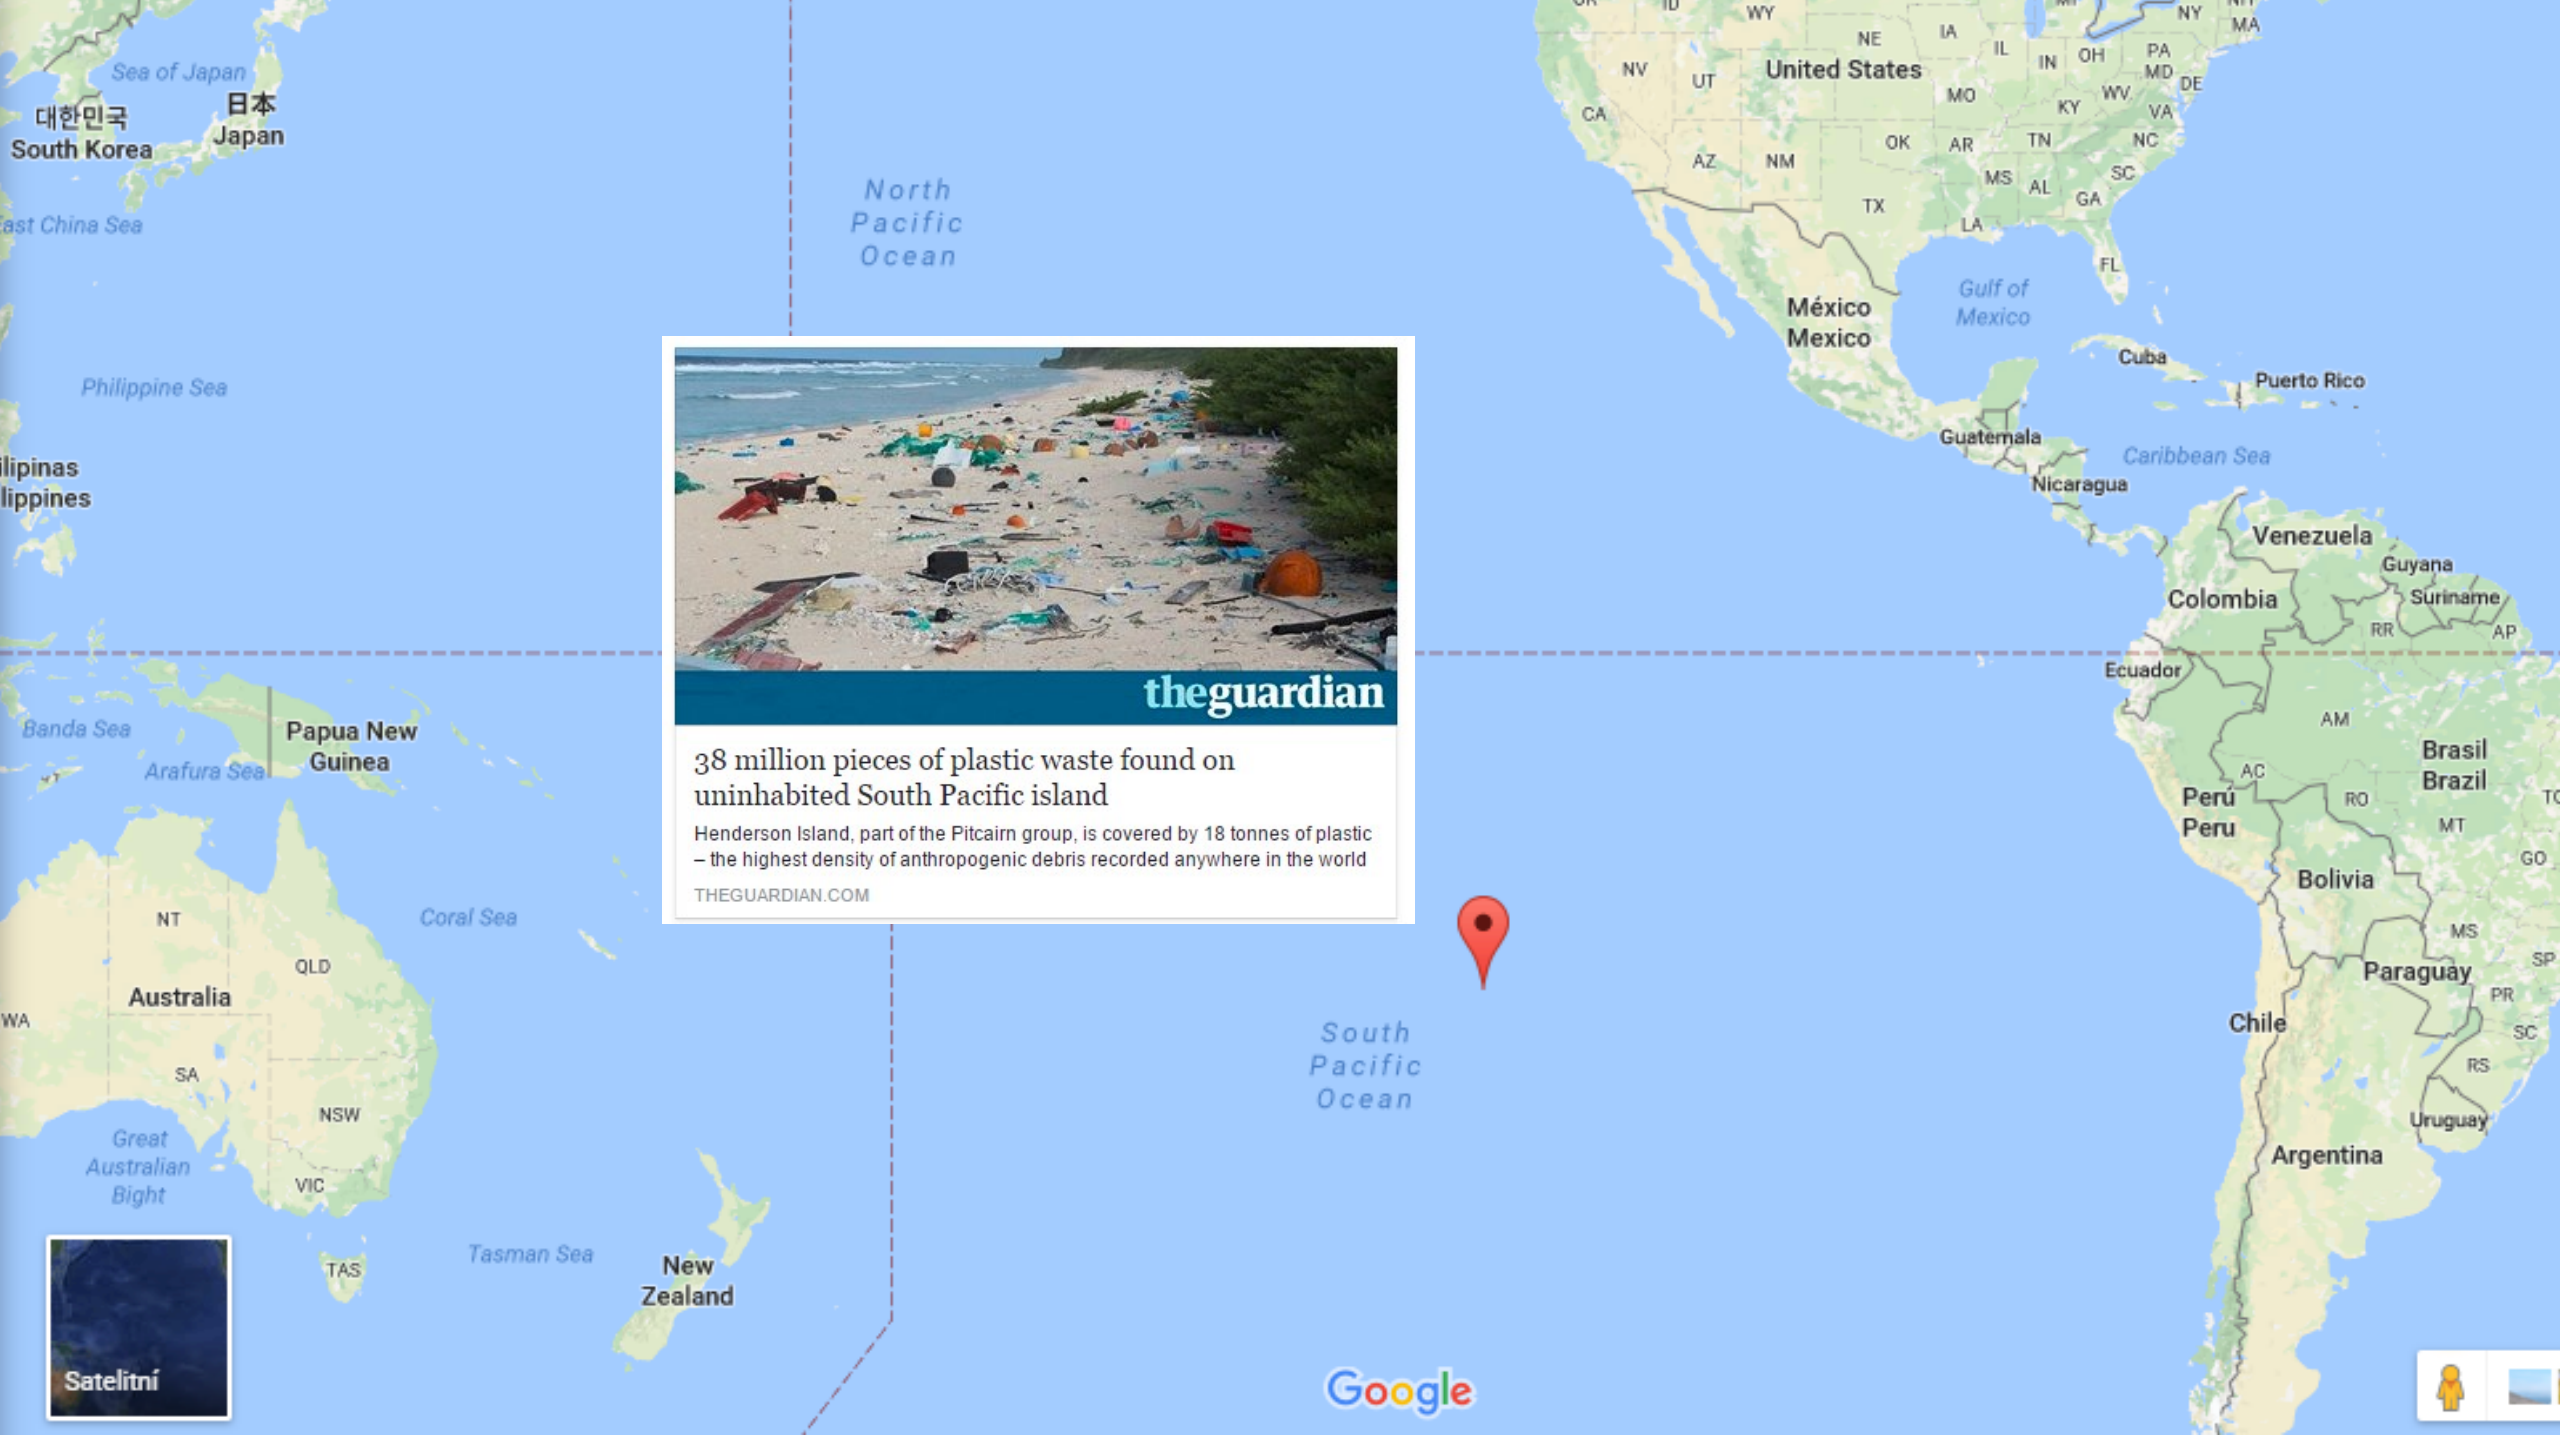 Sea of Japan
대한민국
South Korea
日本
Japan
East China Sea
Philippine Sea
North
Pacific
Ocean
ID
WY
NE
IA
IL
IN
OH
PA
NY
MA
MD
DE
NV
UT
United States
MO
KY
WV
VA
CA
AZ
NM
OK
AR
TN
NC
MS
AL
GA
SC
TX
LA
FL
México
Mexico
Gulf of
Mexico
Cuba
Puerto Rico
Guatemala
Caribbean Sea
Nicaragua
Venezuela
Guyana
Colombia
Suriname
RR
AP
Ecuador
AM
Brasil
Brazil
AC
RO
Perú
Peru
MT
GO
Bolivia
MS
SP
Paraguay
PR
Chile
SC
RS
Uruguay
Argentina
ilipinas
lippines
Banda Sea
Papua New
Guinea
Arafura Sea
theguardian
38 million pieces of plastic waste found on
uninhabited South Pacific island
Henderson Island, part of the Pitcairn group, is covered by 18 tonnes of plastic
– the highest density of anthropogenic debris recorded anywhere in the world
THEGUARDIAN.COM
Coral Sea
NT
QLD
Australia
WA
SA
NSW
Great
Australian
Bight
VIC
TAS
Tasman Sea
New
Zealand
South
Pacific
Ocean
Satelitní
Google